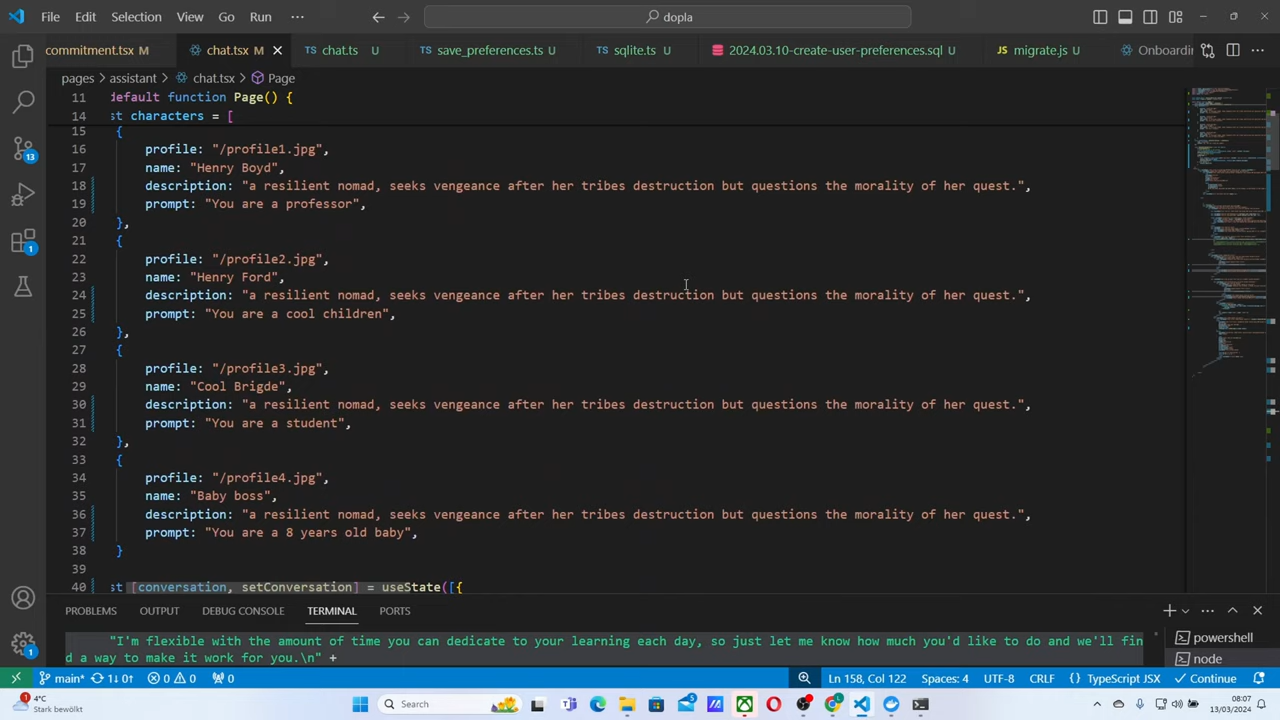 File Edit Selection View Go Run ··· dopla
commitment.tsx M chat.tsx M chat.ts U save_preferences.ts U sqlite.ts U 2024.03.10-create-user-preferences.sql U migrate.js U Onboardin
pages > assistant > chat.tsx > Page
11 default function Page() {
14 st characters = [
15 {
16 profile: "/profile1.jpg",
17 name: "Henry Boyd",
18 description: "a resilient nomad, seeks vengeance after her tribes destruction but questions the morality of her quest.",
19 prompt: "You are a professor",
20 },
21 {
22 profile: "/profile2.jpg",
23 name: "Henry Ford",
24 description: "a resilient nomad, seeks vengeance after her tribes destruction but questions the morality of her quest.",
25 prompt: "You are a cool children",
26 },
27 {
28 profile: "/profile3.jpg",
29 name: "Cool Brigde",
30 description: "a resilient nomad, seeks vengeance after her tribes destruction but questions the morality of her quest.",
31 prompt: "You are a student",
32 },
33 {
34 profile: "/profile4.jpg",
35 name: "Baby boss",
36 description: "a resilient nomad, seeks vengeance after her tribes destruction but questions the morality of her quest.",
37 prompt: "You are a 8 years old baby",
38 }
39
40 st [conversation, setConversation] = useState([{
PROBLEMS OUTPUT DEBUG CONSOLE TERMINAL PORTS
"I'm flexible with the amount of time you can dedicate to your learning each day, so just let me know how much you'd like to do and we'll fin
d a way to make it work for you.\n" +
powershell
node
13
1
1
main* 1↓ 0↑ 0 0 0 Ln 158, Col 122 Spaces: 4 UTF-8 CRLF {} TypeScript JSX Continue
4°C
Stark bewölkt
Search
08:07
13/03/2024